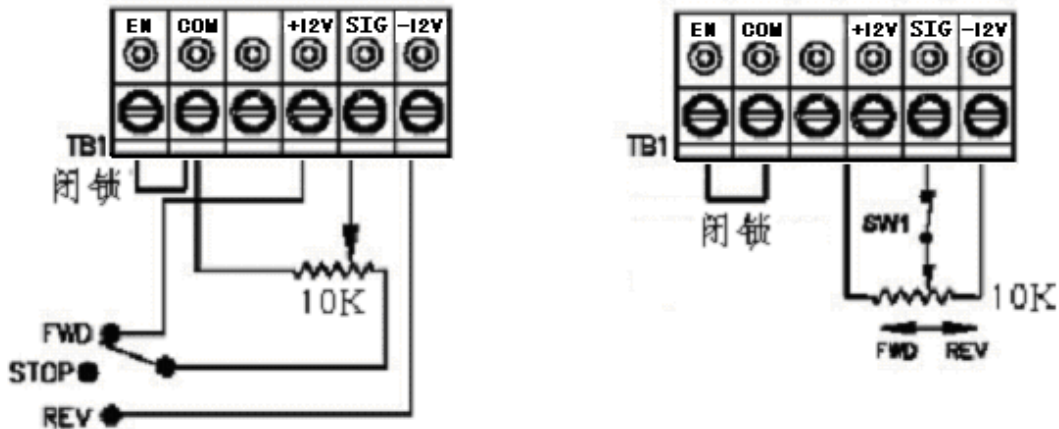 EN COM +12V SIG -12V
TB1
闭锁
10K
FWD
STOP
REV
EN COM +12V SIG -12V
TB1
闭锁
SW1
10K
FWD REV